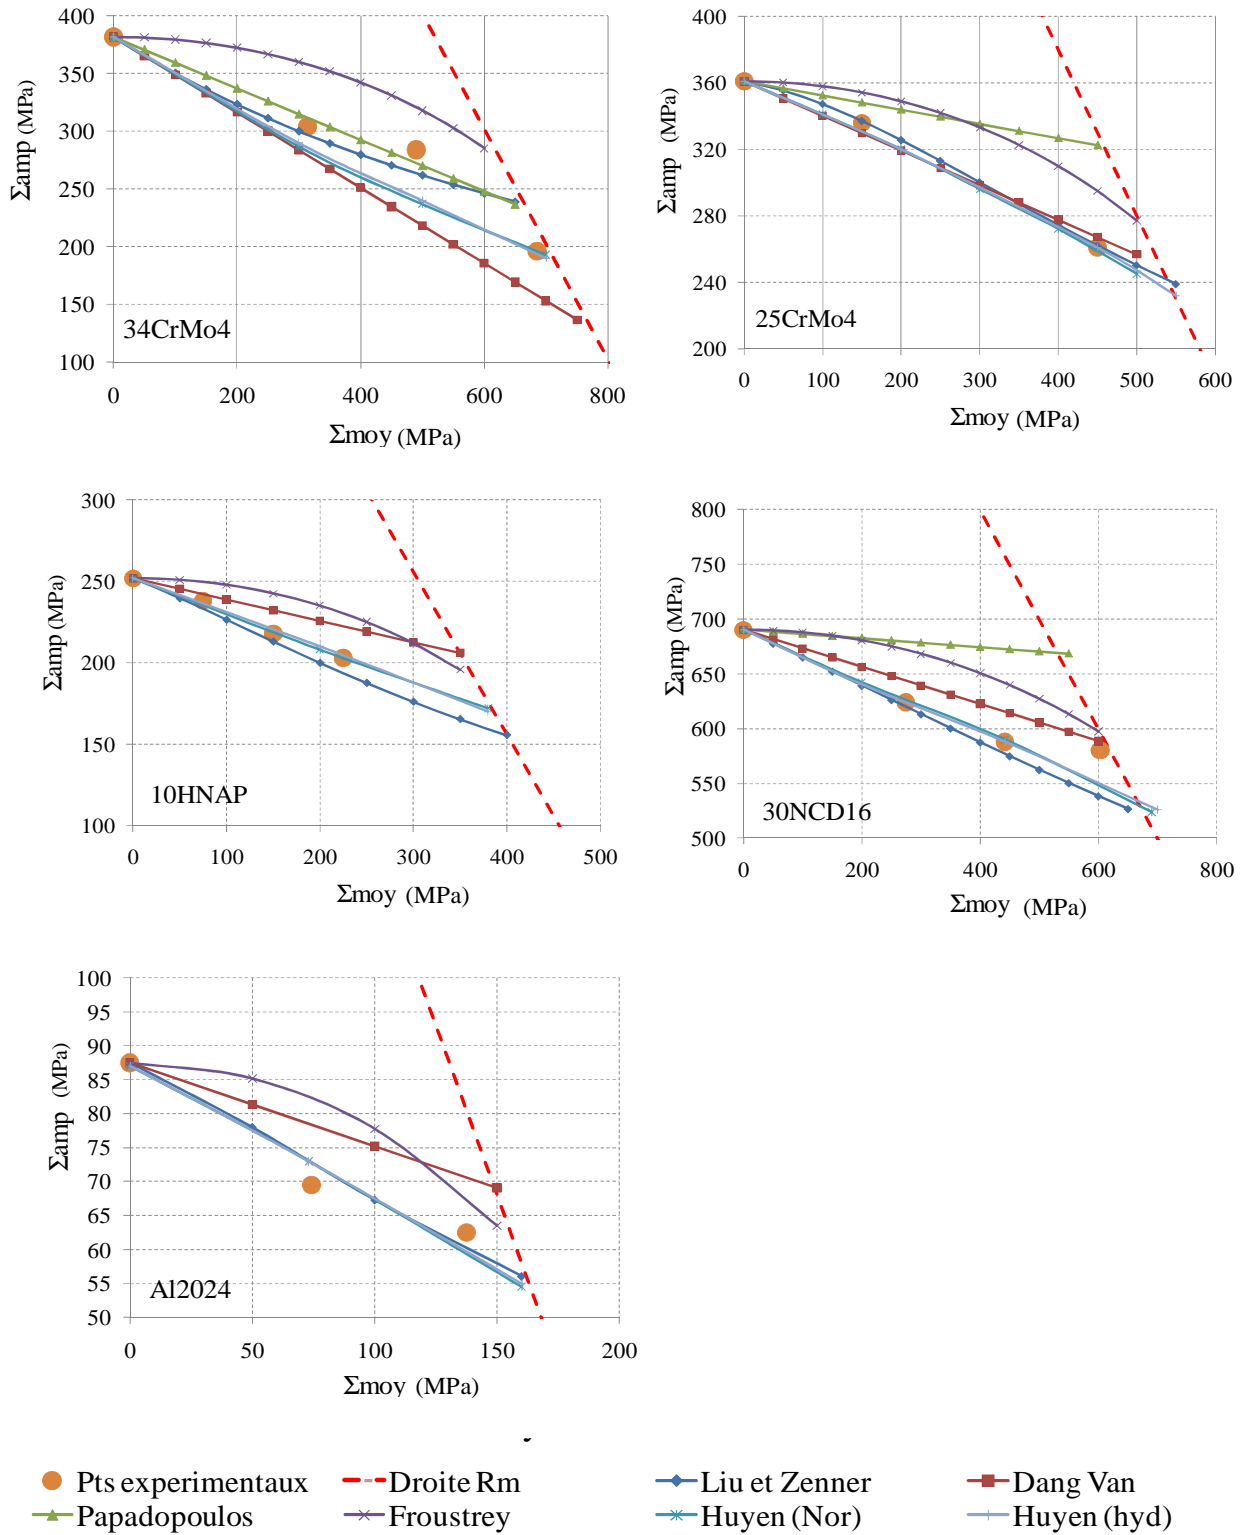 400
350
300
250
200
150
100
Σamp (MPa)
34CrMo4
0 200 400 600 800
Σmoy (MPa)
400
360
320
280
240
200
Σamp (MPa)
25CrMo4
0 100 200 300 400 500 600
Σmoy (MPa)
300
250
200
150
100
Σamp (MPa)
10HNAP
0 100 200 300 400 500
Σmoy (MPa)
800
700
600
550
500
Σamp (MPa)
30NCD16
0 200 400 600 800
Σmoy (MPa)
100
95
90
85
80
75
70
65
60
55
50
Σamp (MPa)
Al2024
0 50 100 150 200
Σmoy (MPa)
Pts experimentaux Droite Rm Liu et Zenner Dang Van
Papadopoulos Froustrey Huyen (Nor) Huyen (hyd)